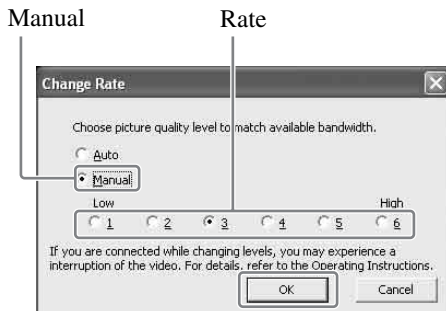 Manual
Rate
Change Rate
Choose picture quality level to match available bandwidth.
Auto
Manual
Low High
1 2 3 4 5 6
If you are connected while changing levels, you may experience a
interruption of the video. For details, refer to the Operating Instructions.
OK Cancel